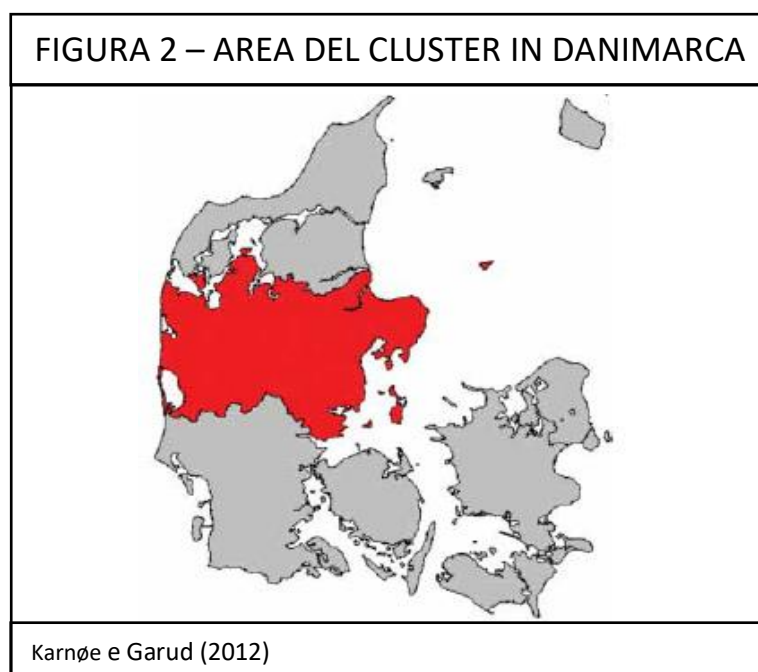 FIGURA 2 – AREA DEL CLUSTER IN DANIMARCA
Karnøe e Garud (2012)